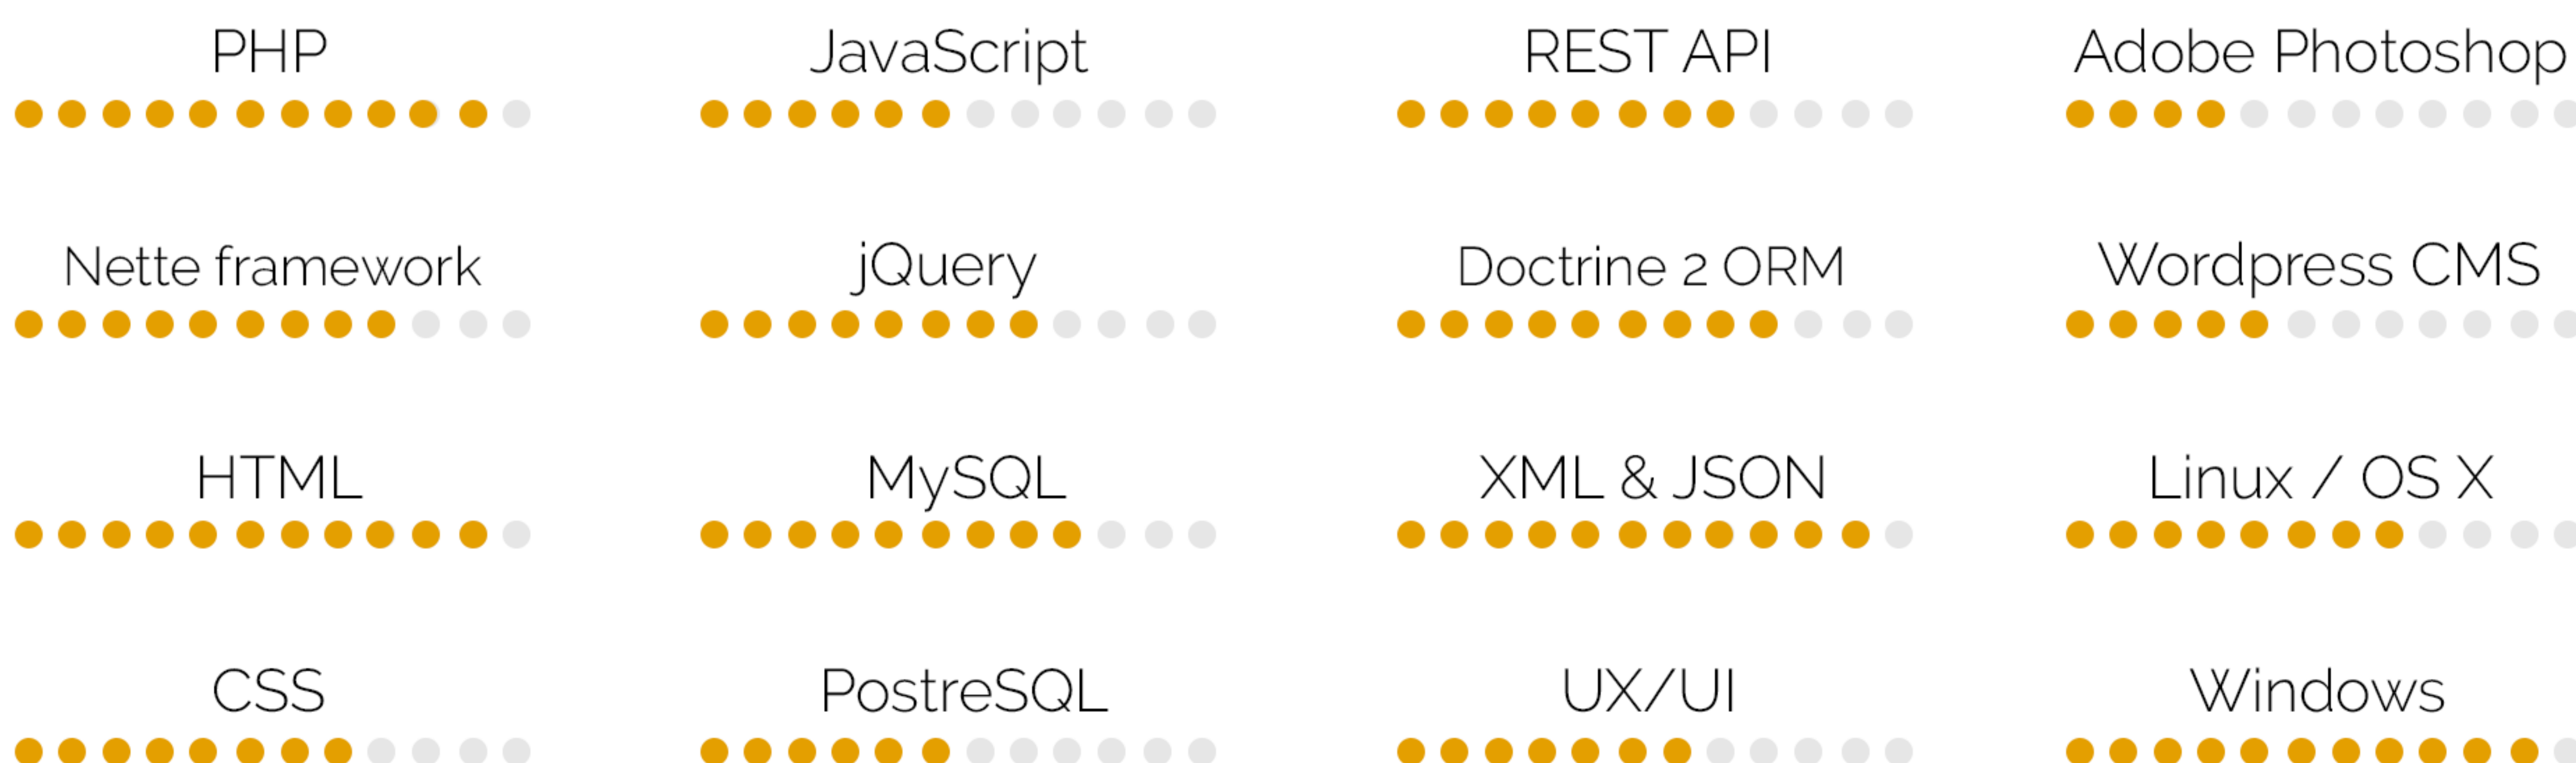 PHP
JavaScript
REST API
Adobe Photoshop
Nette framework
jQuery
Doctrine 2 ORM
Wordpress CMS
HTML
MySQL
XML & JSON
Linux / OS X
CSS
PostreSQL
UX/UI
Windows